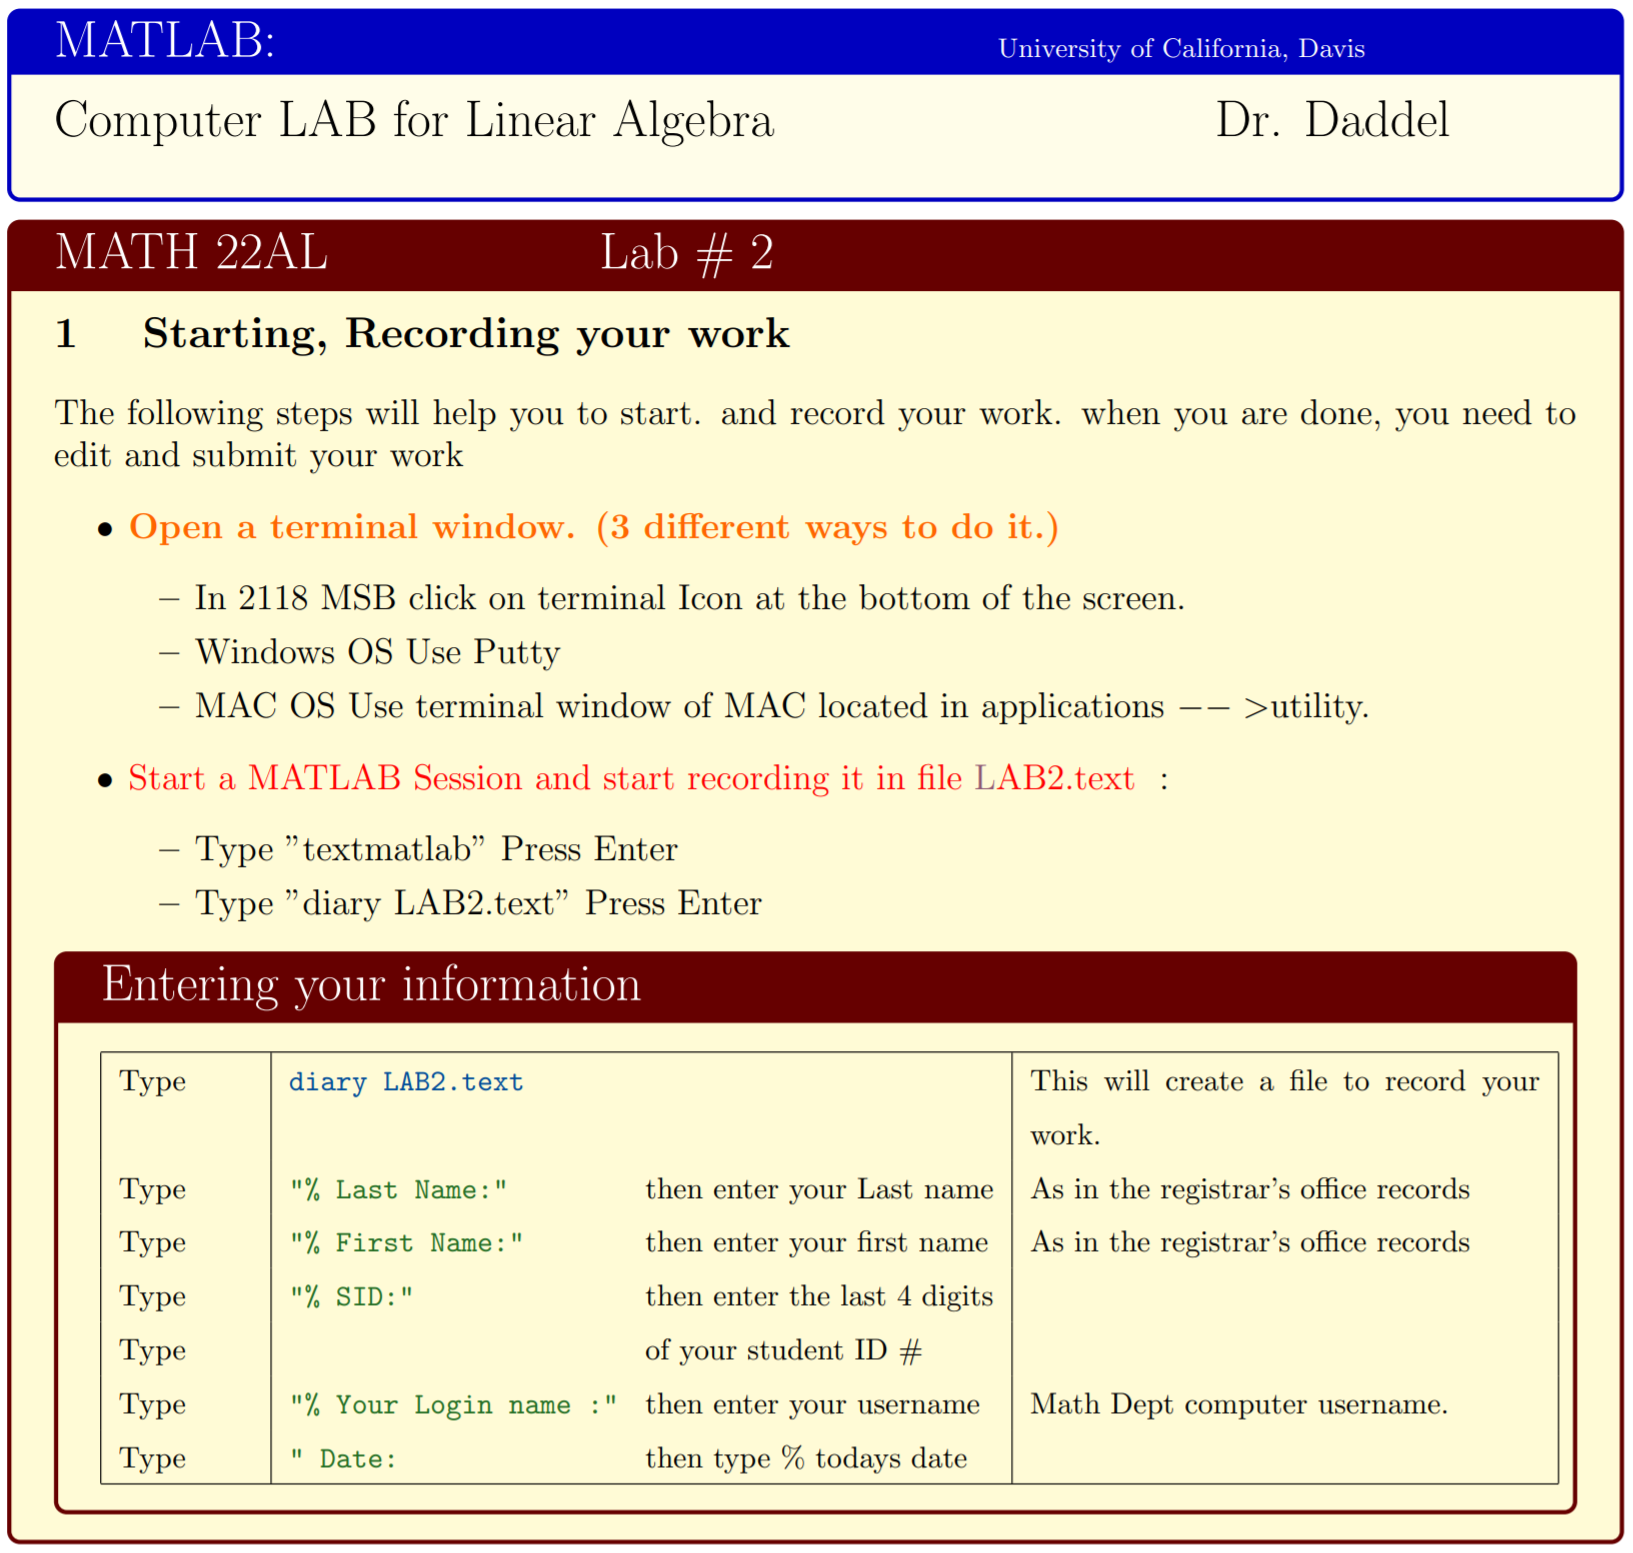 MATLAB: University of California, Davis
Computer LAB for Linear Algebra Dr. Daddel
MATH 22AL Lab # 2
1 Starting, Recording your work
The following steps will help you to start. and record your work. when you are done, you need to
edit and submit your work
• Open a terminal window. (3 different ways to do it.)
– In 2118 MSB click on terminal Icon at the bottom of the screen.
– Windows OS Use Putty
– MAC OS Use terminal window of MAC located in applications −− >utility.
• Start a MATLAB Session and start recording it in file LAB2.text :
– Type ”textmatlab” Press Enter
– Type ”diary LAB2.text” Press Enter
Entering your information
Type diary LAB2.text This will create a file to record your
work.
Type "% Last Name:" then enter your Last name As in the registrar's office records
Type "% First Name:" then enter your first name As in the registrar's office records
Type "% SID:" then enter the last 4 digits
Type of your student ID #
Type "% Your Login name :" then enter your username Math Dept computer username.
Type " Date: then type % todays date